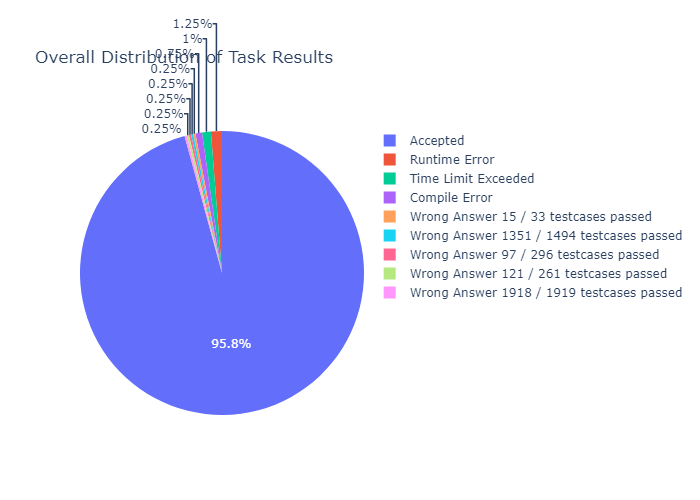 1.25%
1%
Overall Distribution of Task Results
0.75%
0.25%
0.25%
0.25%
0.25%
0.25%
95.8%
Accepted
Runtime Error
Time Limit Exceeded
Compile Error
Wrong Answer 15 / 33 testcases passed
Wrong Answer 1351 / 1494 testcases passed
Wrong Answer 97 / 296 testcases passed
Wrong Answer 121 / 261 testcases passed
Wrong Answer 1918 / 1919 testcases passed